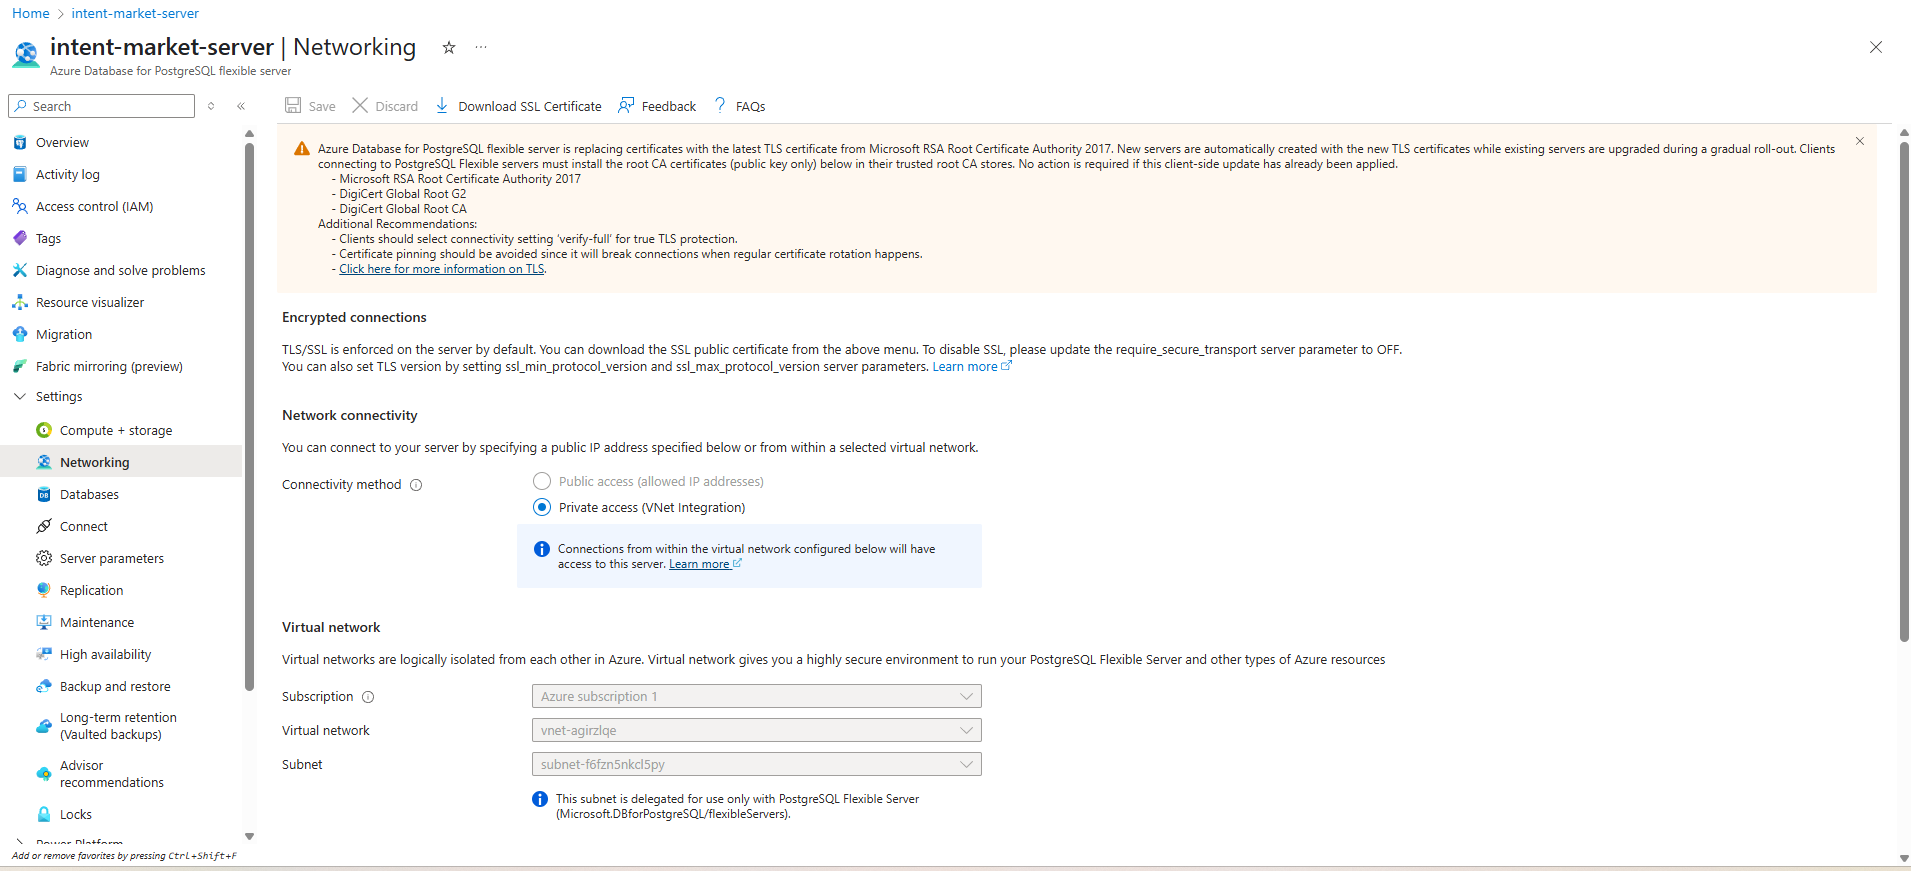 Home > intent-market-server
intent-market-server | Networking
Azure Database for PostgreSQL flexible server
Search
Save
Discard
Download SSL Certificate
Feedback
FAQs
Overview
Activity log
Access control (IAM)
Tags
Diagnose and solve problems
Resource visualizer
Migration
Fabric mirroring (preview)
Settings
Compute + storage
Networking
Databases
Connect
Server parameters
Replication
Maintenance
High availability
Backup and restore
Long-term retention
(Vaulted backups)
Advisor
recommendations
Locks
Power Platform
Add or remove favorites by pressing Ctrl+Shift+F
Azure Database for PostgreSQL flexible server is replacing certificates with the latest TLS certificate from Microsoft RSA Root Certificate Authority 2017. New servers are automatically created with the new TLS certificates while existing servers are upgraded during a gradual roll-out. Clients
connecting to PostgreSQL Flexible servers must install the root CA certificates (public key only) below in their trusted root CA stores. No action is required if this client-side update has already been applied.
- Microsoft RSA Root Certificate Authority 2017
- DigiCert Global Root G2
- DigiCert Global Root CA
Additional Recommendations:
- Clients should select connectivity setting 'verify-full' for true TLS protection.
- Certificate pinning should be avoided since it will break connections when regular certificate rotation happens.
- Click here for more information on TLS.
Encrypted connections
TLS/SSL is enforced on the server by default. You can download the SSL public certificate from the above menu. To disable SSL, please update the require_secure_transport server parameter to OFF.
You can also set TLS version by setting ssl_min_protocol_version and ssl_max_protocol_version server parameters. Learn more
Network connectivity
You can connect to your server by specifying a public IP address specified below or from within a selected virtual network.
Connectivity method
Public access (allowed IP addresses)
Private access (VNet Integration)
Connections from within the virtual network configured below will have
access to this server. Learn more
Virtual network
Virtual networks are logically isolated from each other in Azure. Virtual network gives you a highly secure environment to run your PostgreSQL Flexible Server and other types of Azure resources
Subscription
Azure subscription 1
Virtual network
vnet-agirzlqe
Subnet
subnet-f6fzn5nkcl5py
This subnet is delegated for use only with PostgreSQL Flexible Server
(Microsoft.DBforPostgreSQL/flexibleServers).